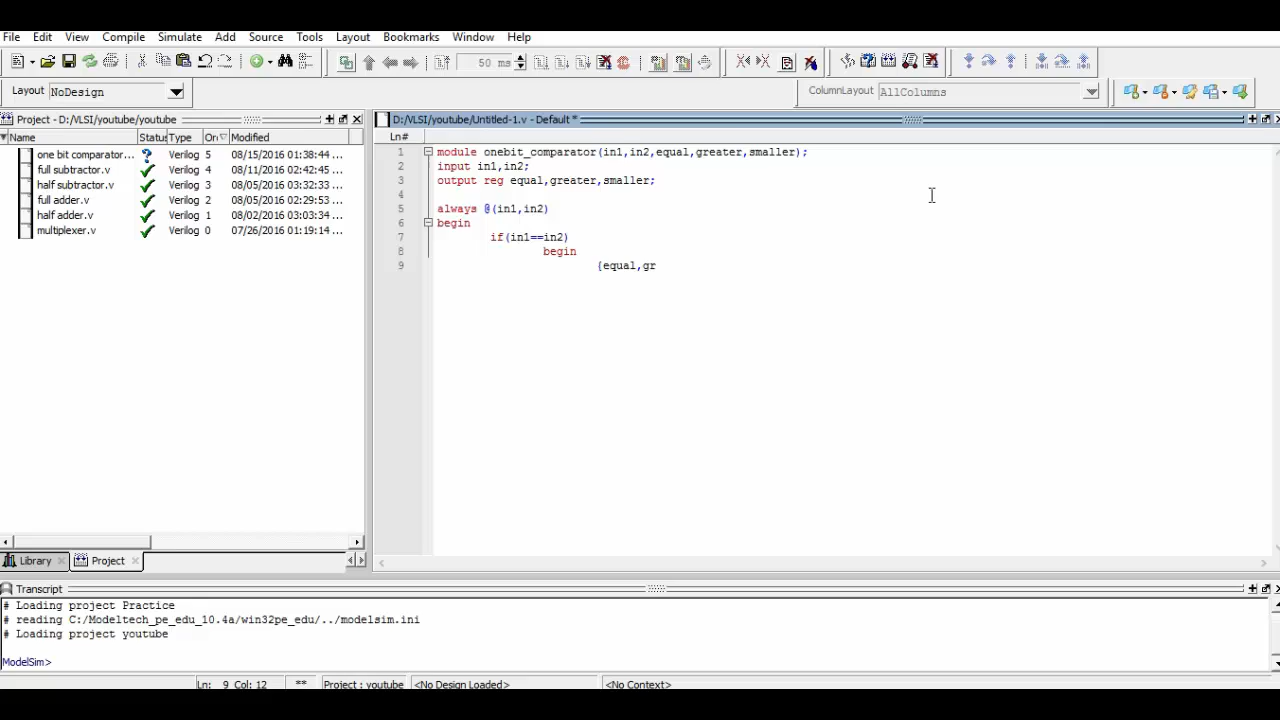 File Edit View Compile Simulate Add Source Tools Layout Bookmarks Window Help
50 ms
Layout NoDesign
ColumnLayout AllColumns
Project - D:/VLSI/youtube/youtube
Name Status Type Modified
one bit comparator... ? Verilog 5 08/15/2016 01:38:44 ...
full subtractor.v Verilog 4 08/11/2016 02:42:45 ...
half subtractor.v Verilog 3 08/05/2016 03:32:33 ...
full adder.v Verilog 2 08/05/2016 02:29:53 ...
half adder.v Verilog 1 08/02/2016 03:03:34 ...
multiplexer.v Verilog 0 07/26/2016 01:19:14 ...
Library Project
D:/VLSI/youtube/Untitled-1.v - Default *
Ln#
1 module onebit_comparator(in1,in2,equal,greater,smaller);
2 input in1,in2;
3 output reg equal,greater,smaller;
4
5 always @(in1,in2)
6 begin
7 if(in1==in2)
8 begin
9 {equal,gr
Transcript
# Loading project Practice
# reading C:/Modeltech_pe_edu_10.4a/win32pe_edu/../modelsim.ini
# Loading project youtube
ModelSim>
Ln: 9 Col: 12 ** Project : youtube <No Design Loaded> <No Context>